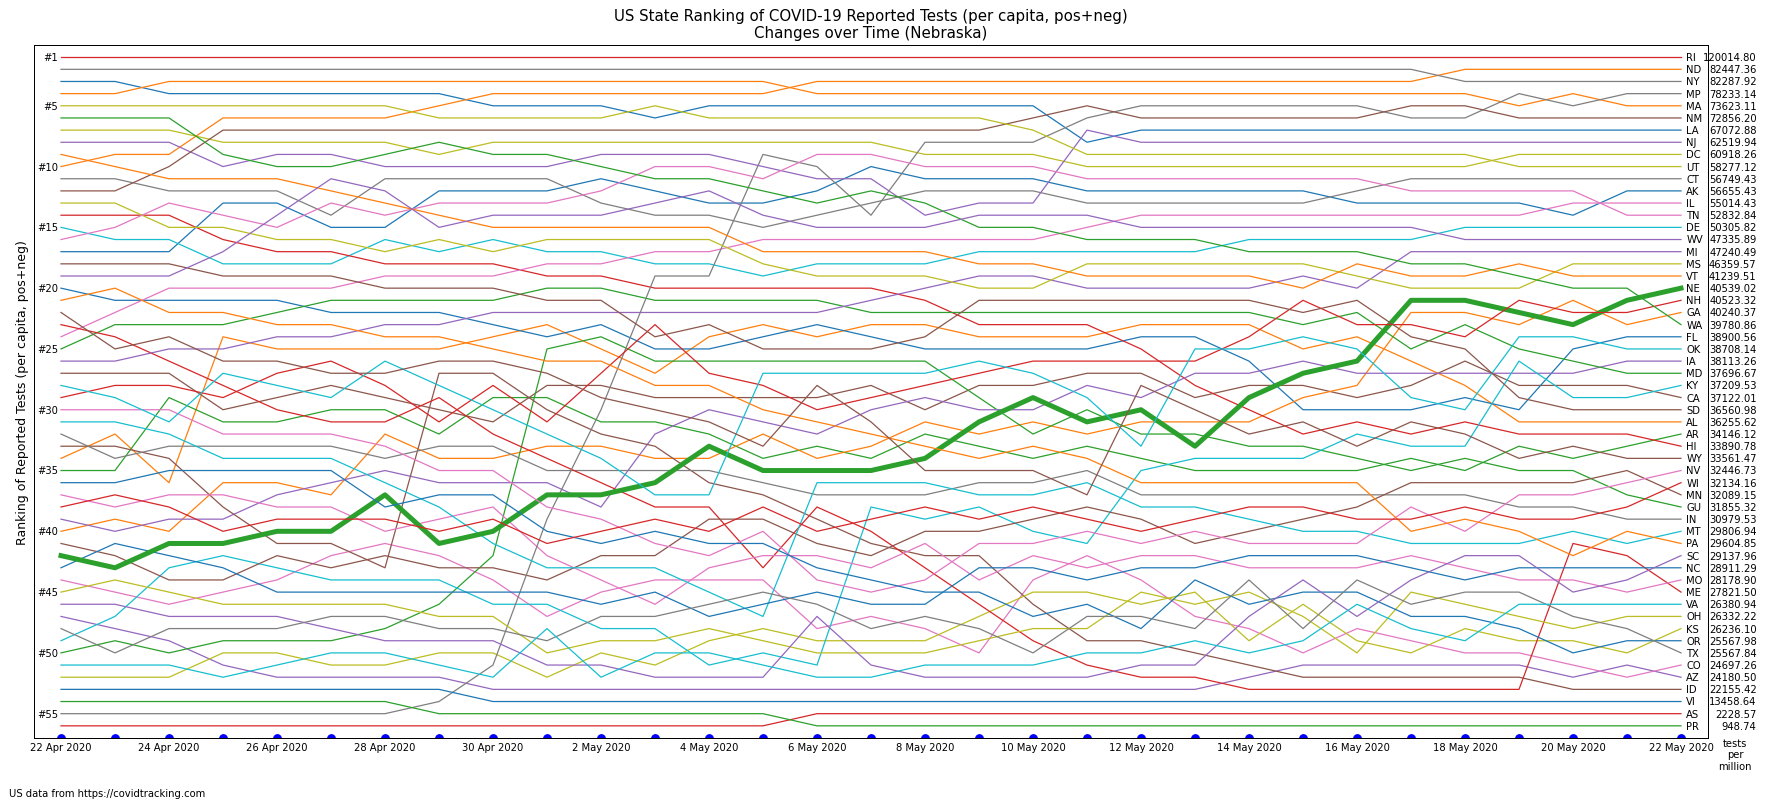 US State Ranking of COVID-19 Reported Tests (per capita, pos+neg)
Changes over Time (Nebraska)
Ranking of Reported Tests (per capita, pos+neg)
#1
#5
#10
#15
#20
#25
#30
#35
#40
#45
#50
#55
RI 120014.80
ND 82447.36
NY 82287.92
MP 78233.14
MA 73623.11
NM 72856.20
LA 67072.88
NJ 62519.94
DC 60918.26
UT 58277.12
CT 56749.43
AK 56655.43
IL 55014.43
TN 52832.84
DE 50305.82
WV 47335.89
MI 47240.49
MS 46359.57
VT 41239.51
NE 40539.02
NH 40523.32
GA 40240.37
WA 39780.86
FL 38900.56
OK 38708.14
IA 38113.26
MD 37696.67
KY 37209.53
CA 37122.01
SD 36560.98
AL 36255.62
AR 34146.12
HI 33890.78
WY 33561.47
NV 32446.73
WI 32134.16
MN 32089.15
GU 31855.32
IN 30979.53
MT 29806.94
PA 29604.85
SC 29137.96
NC 28911.29
MO 28178.90
ME 27821.50
VA 26380.94
OH 26332.22
KS 26236.10
OR 25567.98
TX 25567.84
CO 24697.26
AZ 24180.50
ID 22155.42
VI 13458.64
AS 2228.57
PR 948.74
22 Apr 2020 24 Apr 2020 26 Apr 2020 28 Apr 2020 30 Apr 2020 2 May 2020 4 May 2020 6 May 2020 8 May 2020 10 May 2020 12 May 2020 14 May 2020 16 May 2020 18 May 2020 20 May 2020 22 May 2020
tests
per
million
US data from https://covidtracking.com